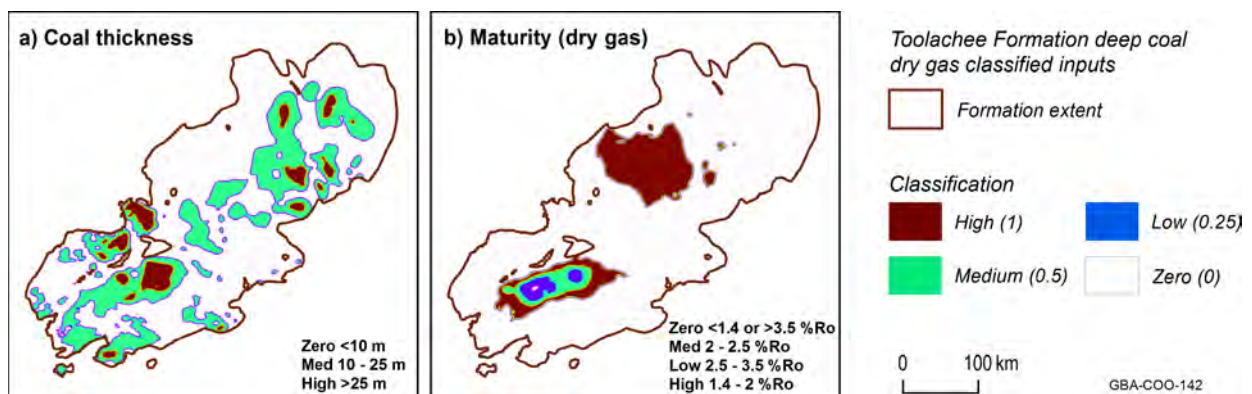 a) Coal thickness
Zero <10 m
Med 10 - 25 m
High >25 m
b) Maturity (dry gas)
Zero <1.4 or >3.5 %Ro
Med 2 - 2.5 %Ro
Low 2.5 - 3.5 %Ro
High 1.4 - 2 %Ro
Toolachee Formation deep coal
dry gas classified inputs
Formation extent
Classification
High (1)
Low (0.25)
Medium (0.5)
Zero (0)
0 100 km
GBA-COO-142